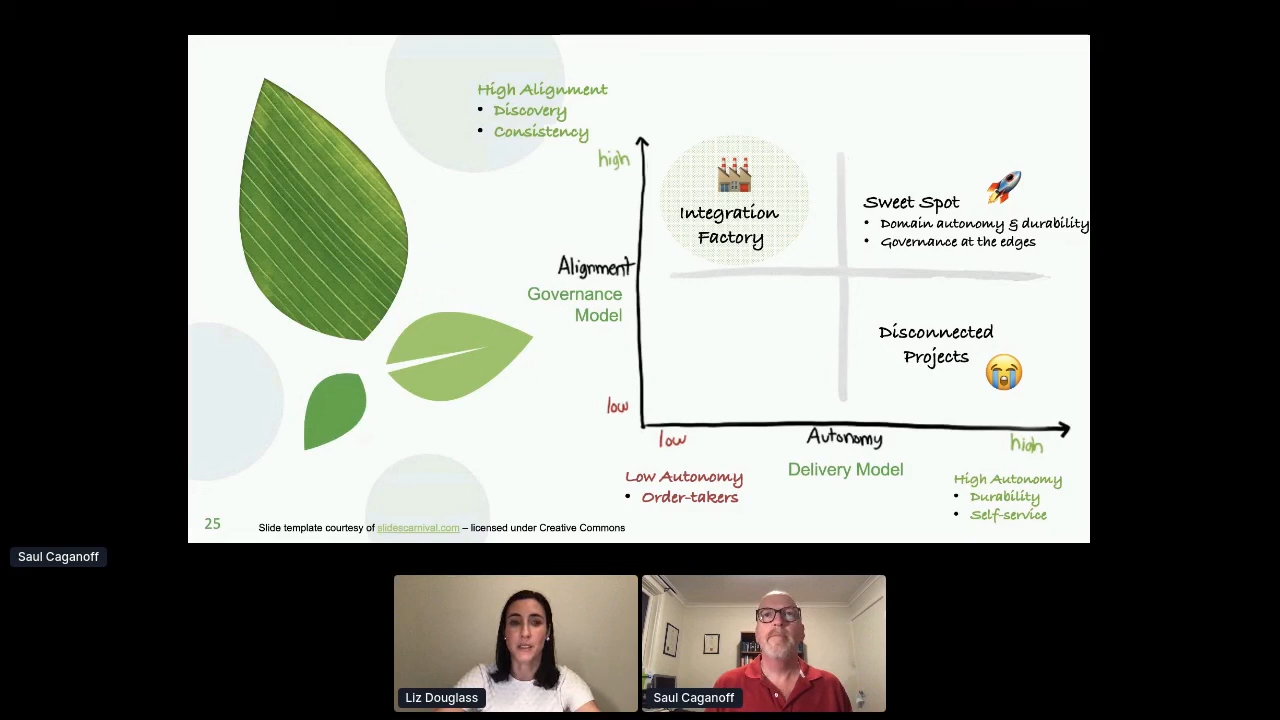 High Alignment
• Discovery
• Consistency
high
Integration
Factory
Sweet Spot
• Domain autonomy & durability
• Governance at the edges
Alignment
Governance
Model
Disconnected
Projects
low
low
Autonomy
high
Delivery Model
Low Autonomy
• Order-takers
High Autonomy
• Durability
• Self-service
25
Slide template courtesy of slidescarnival.com – licensed under Creative Commons
Saul Caganoff
Liz Douglass
Saul Caganoff